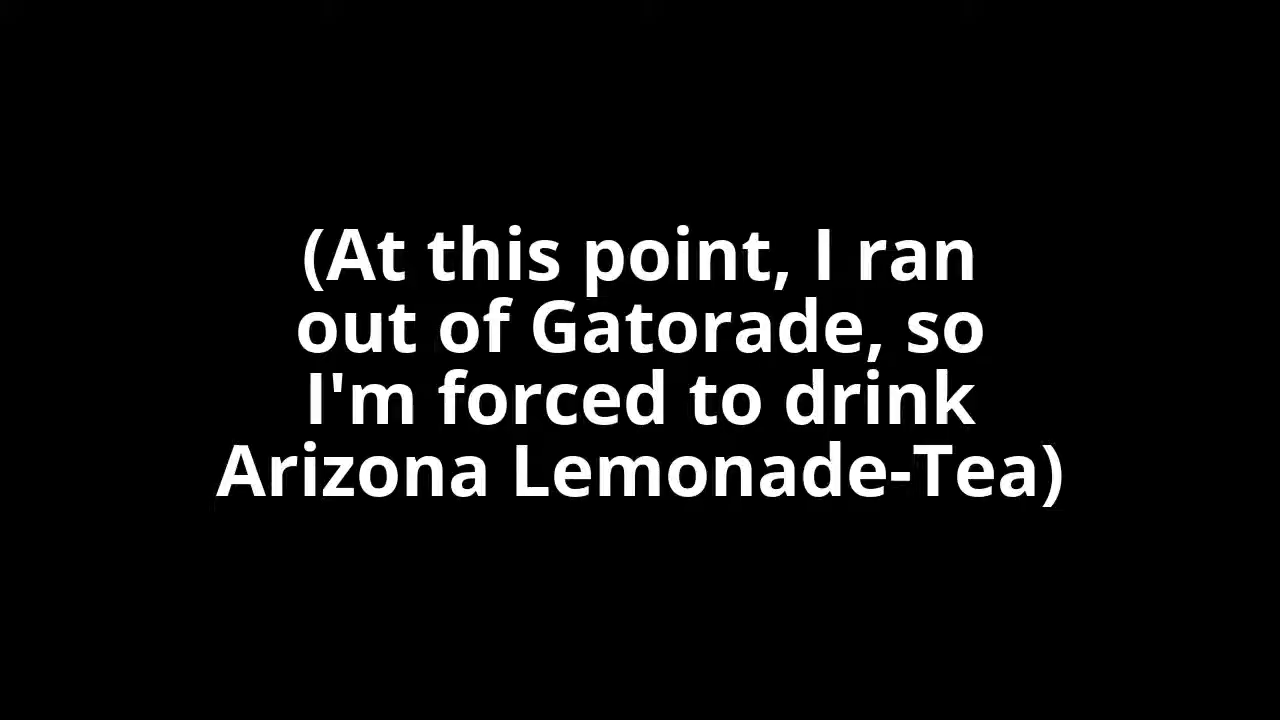 (At this point, I ran
out of Gatorade, so
I'm forced to drink
Arizona Lemonade-Tea)